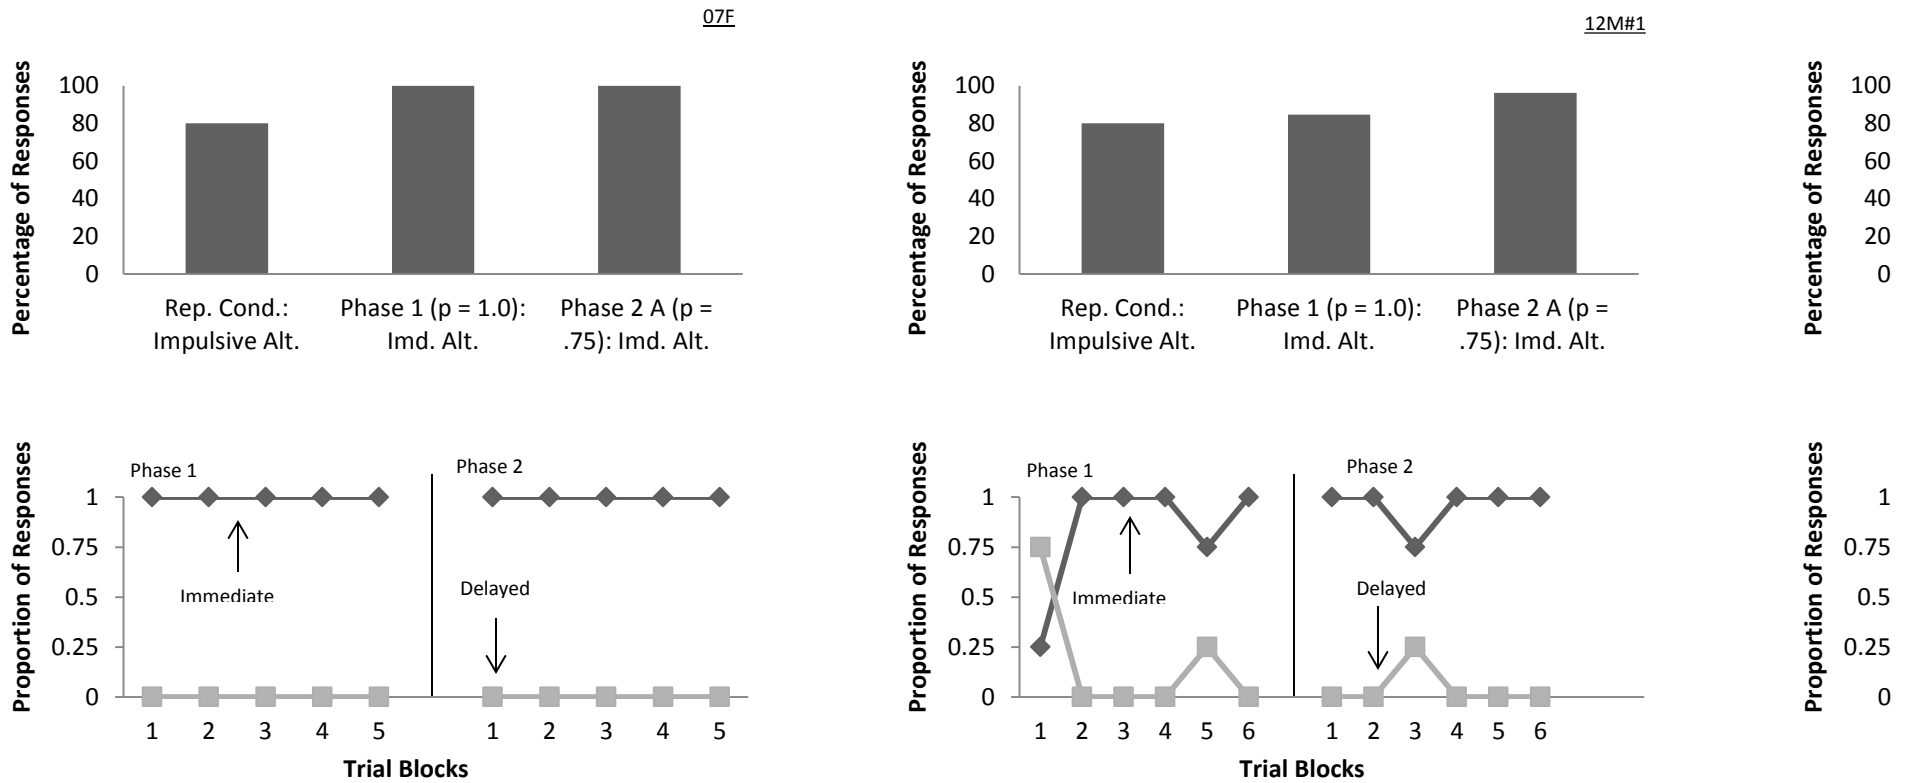 07F
Percentage of Responses
100
80
60
40
20
0
Rep. Cond.:
Impulsive Alt.
Phase 1 (p = 1.0):
Imd. Alt.
Phase 2 A (p =
.75): Imd. Alt.
12M#1
Percentage of Responses
100
80
60
40
20
0
Rep. Cond.:
Impulsive Alt.
Phase 1 (p = 1.0):
Imd. Alt.
Phase 2 A (p =
.75): Imd. Alt.
Percentage of Responses
100
80
60
40
20
0
Proportion of Responses
1
0.75
0.5
0.25
0
Phase 1
Phase 2
Immediate
Delayed
1 2 3 4 5 1 2 3 4 5
Trial Blocks
Proportion of Responses
1
0.75
0.5
0.25
0
Phase 1
Phase 2
Immediate
Delayed
1 2 3 4 5 6 1 2 3 4 5 6
Trial Blocks
Proportion of Responses
1
0.75
0.5
0.25
0